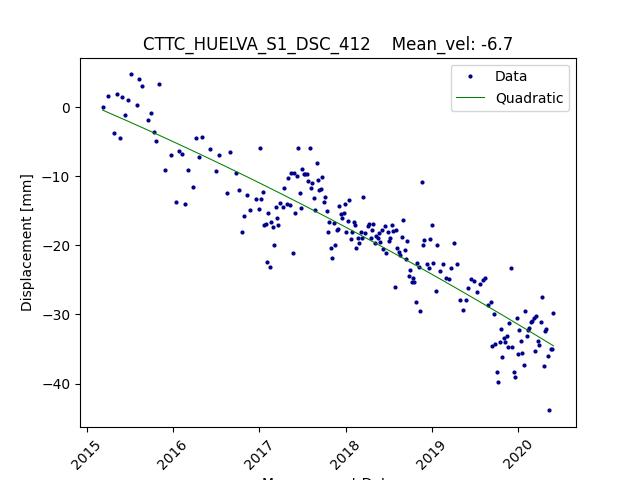 CTTC_HUELVA_S1_DSC_412    Mean_vel: -6.7
Data
Quadratic
Displacement [mm]
0
−10
−20
−30
−40
2015
2016
2017
2018
2019
2020